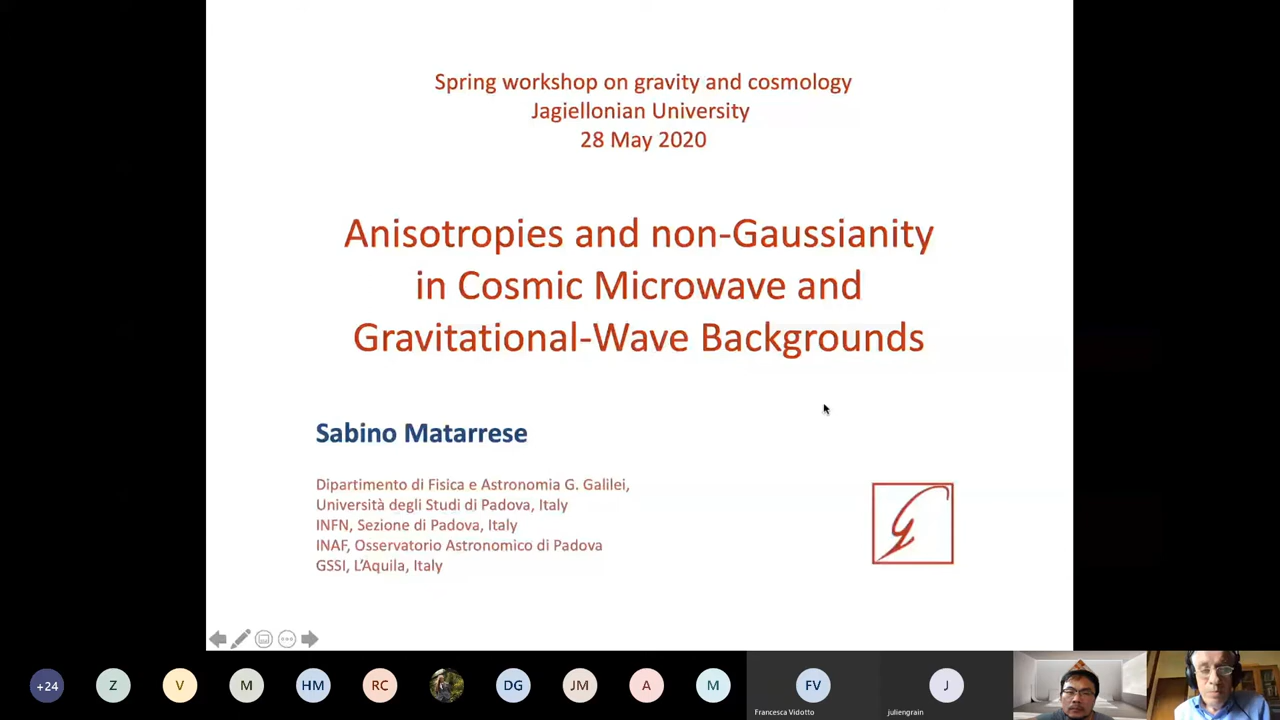 Spring workshop on gravity and cosmology
Jagiellonian University
28 May 2020
Anisotropies and non-Gaussianity
in Cosmic Microwave and
Gravitational-Wave Backgrounds
Sabino Matarrese
Dipartimento di Fisica e Astronomia G. Galilei,
Università degli Studi di Padova, Italy
INFN, Sezione di Padova, Italy
INAF, Osservatorio Astronomico di Padova
GSSI, L'Aquila, Italy
+24 Z V M HM RC DG JM A M FV J
Francesca Vidotto juliengrain